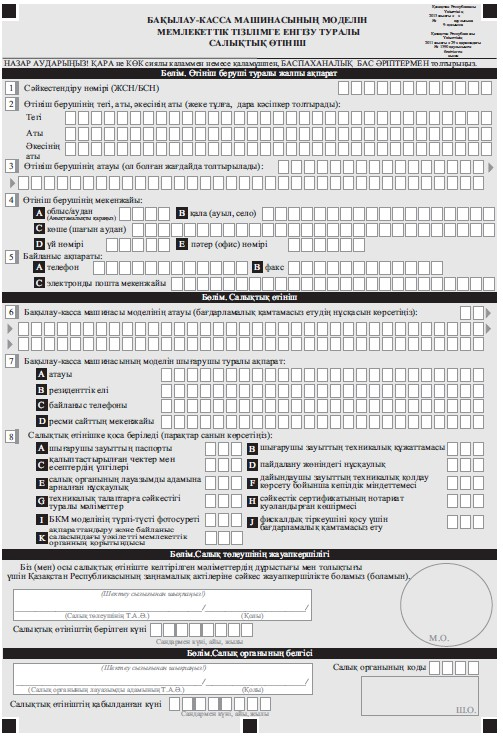 БАҚЫЛАУ-КАССА МАШИНАСЫНЫҢ МОДЕЛІН
МЕМЛЕКЕТТІК ТІЗІЛІМГЕ ЕНГІЗУ ТУРАЛЫ
САЛЫҚТЫҚ ӨТІНІШ
НАЗАР АУДАРЫҢЫЗ! ҚАРА не КӨК сиялы қаламмен немесе қаламұшпен, БАСПАХАНАЛЫҚ БАС ӘРІПТЕРМЕН толтырыңыз.
Бөлім. Өтініш беруші туралы жалпы ақпарат
1 Сәйкестендіру нөмірі (ЖСН/БСН)
2 Өтініш берушінің тегі, аты, әкесінің аты (жеке тұлға, дара кәсіпкер толтырады):
Тегі
Аты
Әкесінің
аты
3 Өтініш берушінің атауы (ол болған жағдайда толтырылады):
4 Өтініш берушінің мекенжайы:
A облыс/аудан B қала (ауыл, село)
C көше (шағын аудан)
D үй нөмірі E пәтер (офис) нөмірі
5 Байланыс ақпараты:
A телефон B факс
C электронды пошта мекенжайы
Бөлім. Салықтық өтініш
6 Бақылау-касса машинасы моделінің атауы (бағдарламалық қамтамасыз етудің нұсқасын көрсетіңіз):
7 Бақылау-касса машинасының моделін шығарушы туралы ақпарат:
A атауы
B резиденттік елі
C байланыс телефоны
D ресми сайттың мекенжайы
8 Салықтық өтінішке қоса беріледі (парақтар санын көрсетіңіз):
A шығарушы зауыттың паспорты B шығарушы зауыттың техникалық құжаттамасы
C қалыптастырылған чектер мен есептердің үлгілері D пайдалану жөніндегі нұсқаулық
E салық органының лауазымды адамына арналған нұсқаулық F дайындаушы зауыттың техникалық қолдау көрсету бойынша кепілдік міндеттемесі
G техникалық талаптарға сәйкестігі туралы мәліметтер H сәйкестік сертификатының нотариат куәландырған көшірмесі
I БКМ моделінің түрлі-түсті фотосуреті J фискалдық тіркеушіні қосу үшін бағдарламалық қамтамасыз ету
K ақпараттандыру және байланыс саласындағы уәкілетті мемлекеттік органның қорытындысы
Бөлім.Салық төлеушінің жауапкершілігі
Біз (мен) осы салықтық өтініште келтірілген мәліметтердің дұрыстығы мен толықтығы
үшін Қазақстан Республикасының заңнамалық актілеріне сәйкес жауапкершілікте боламыз (боламын).
(Шектеу сызығынан шықпаңыз!)
(Салық төлеушінің Т.А.Ә.) (Қолы)
М.О.
Салықтық өтініштің берілген күні
Сандармен күні, айы, жылы
Бөлім.Салық органының белгісі
(Шектеу сызығынан шықпаңыз!)
Салық органының коды
(Салық органының лауазымды адамының Т.А.Ә.) (Қолы)
Салықтық өтініштің қабылданған күні
Сандармен күні, айы, жылы
Ш.О.